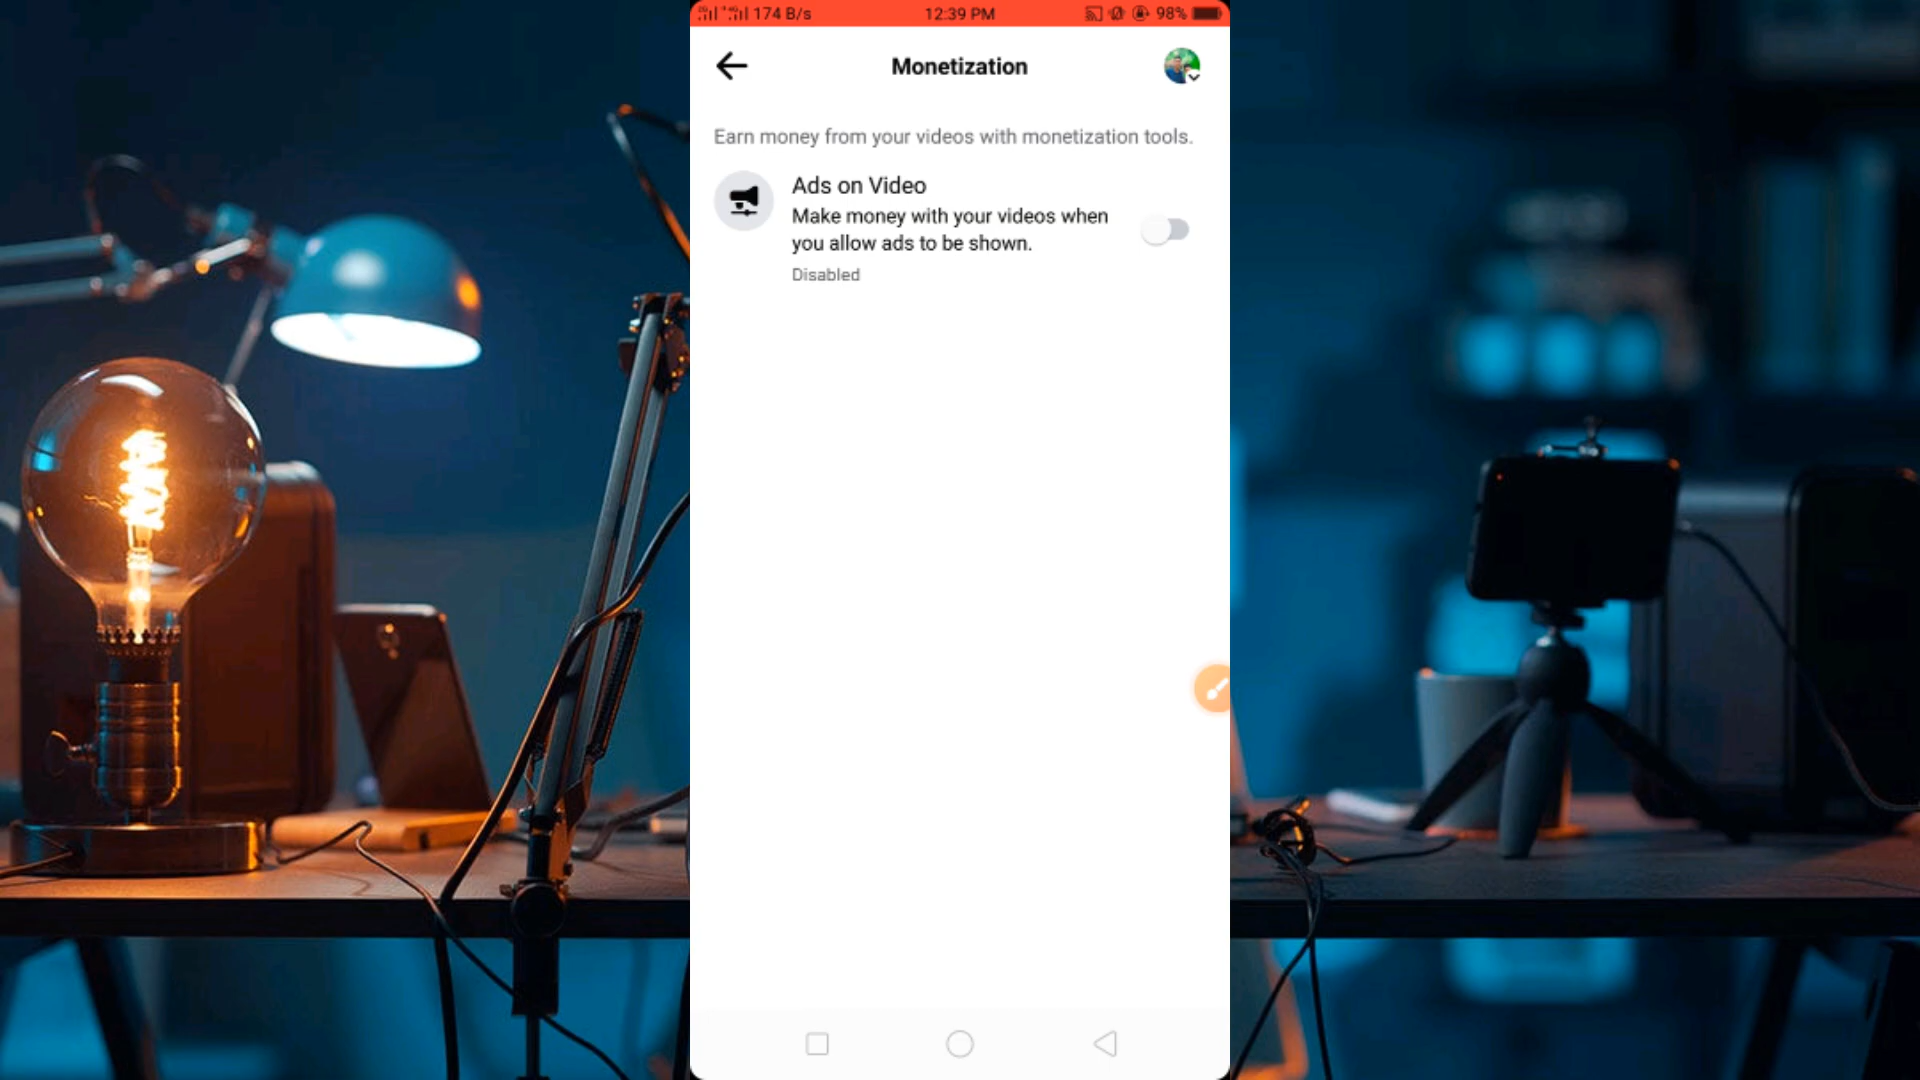 174 B/s
12:39 PM
98%
Monetization
Earn money from your videos with monetization tools.
Ads on Video
Make money with your videos when
you allow ads to be shown.
Disabled